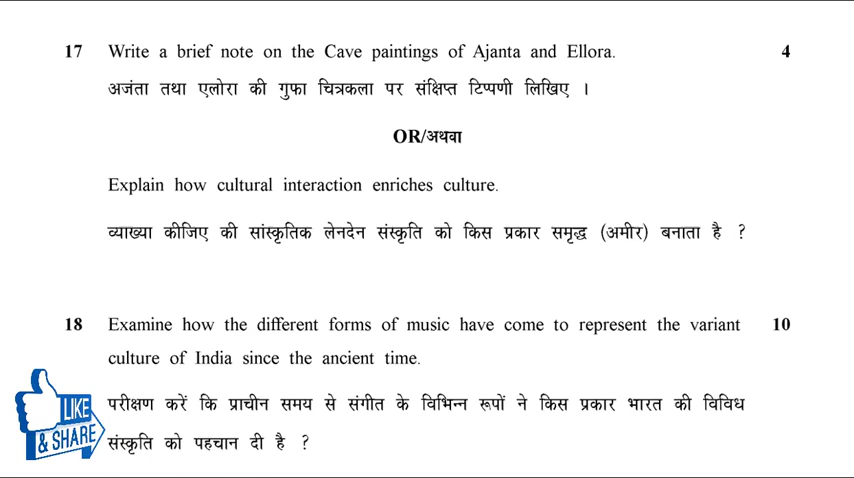 17 Write a brief note on the Cave paintings of Ajanta and Ellora. 4
अजंता तथा एलोरा की गुफा चित्रकला पर संक्षिप्त टिप्पणी लिखिए ।
OR/अथवा
Explain how cultural interaction enriches culture.
व्याख्या कीजिए की सांस्कृतिक लेनदेन संस्कृति को किस प्रकार समृद्ध (अमीर) बनाता है ?
18 Examine how the different forms of music have come to represent the variant 10
culture of India since the ancient time.
परीक्षण करें कि प्राचीन समय से संगीत के विभिन्न रूपों ने किस प्रकार भारत की विविध
संस्कृति को पहचान दी है ?
LIKE
& SHARE